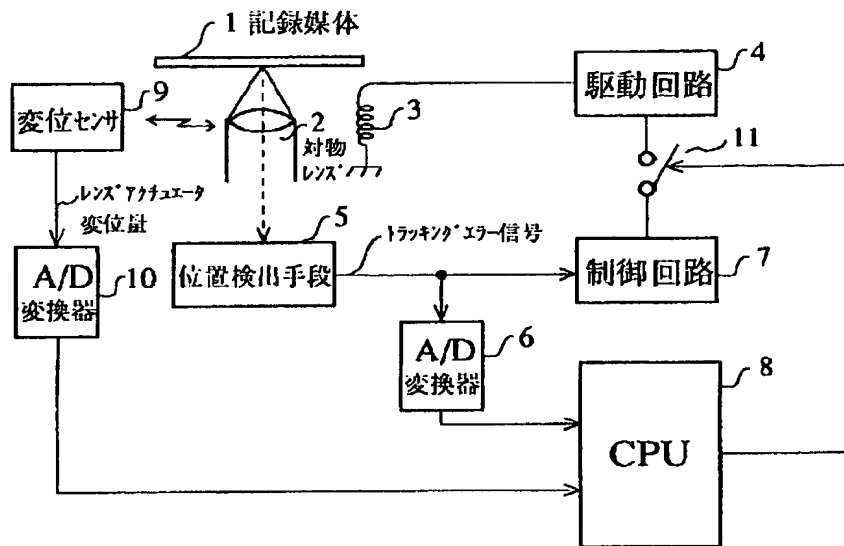 1 記録媒体
9
変位センサ
2
対物
レンズ
3
駆動回路
4
11
レンズアクチュエータ
変位量
A/D
変換器
10
5
位置検出手段
トラッキングエラー信号
制御回路
7
A/D
変換器
6
CPU
8